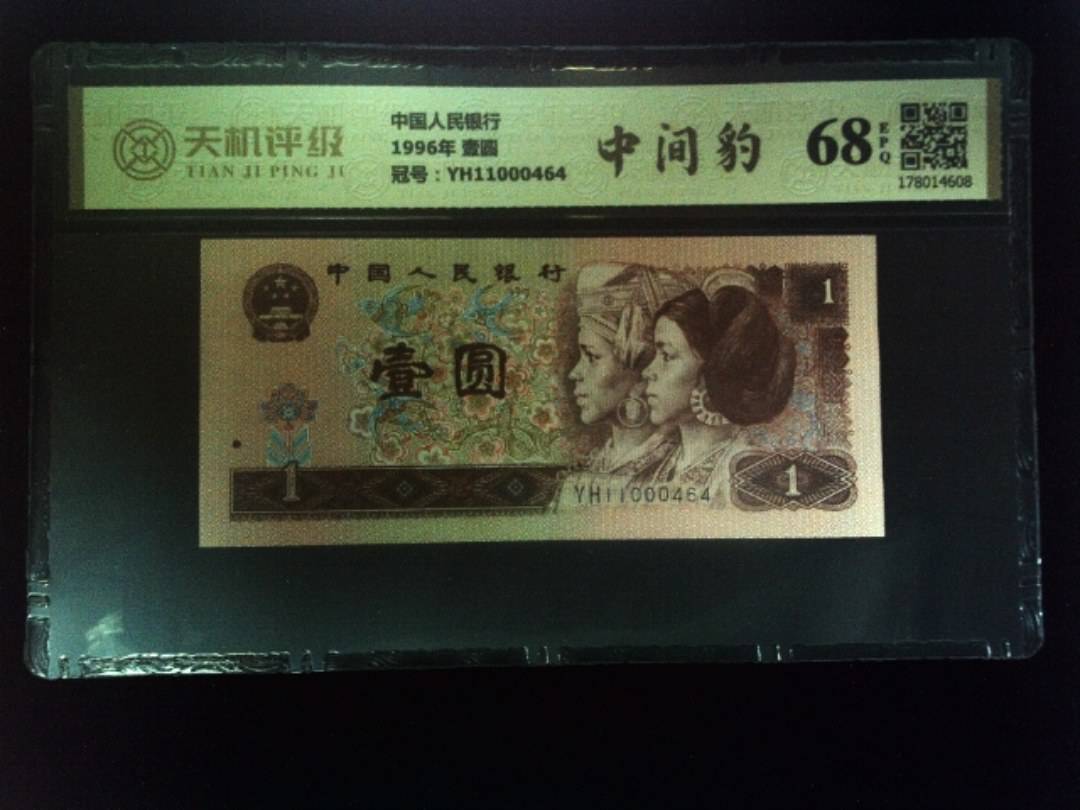 天机评级
TIAN JI PING JI
中国人民银行
1996年 壹圆
冠号：YH11000464
中间豹
68
EPQ
178014608
中国人民银行
1
壹圆
1
YH11000464
1